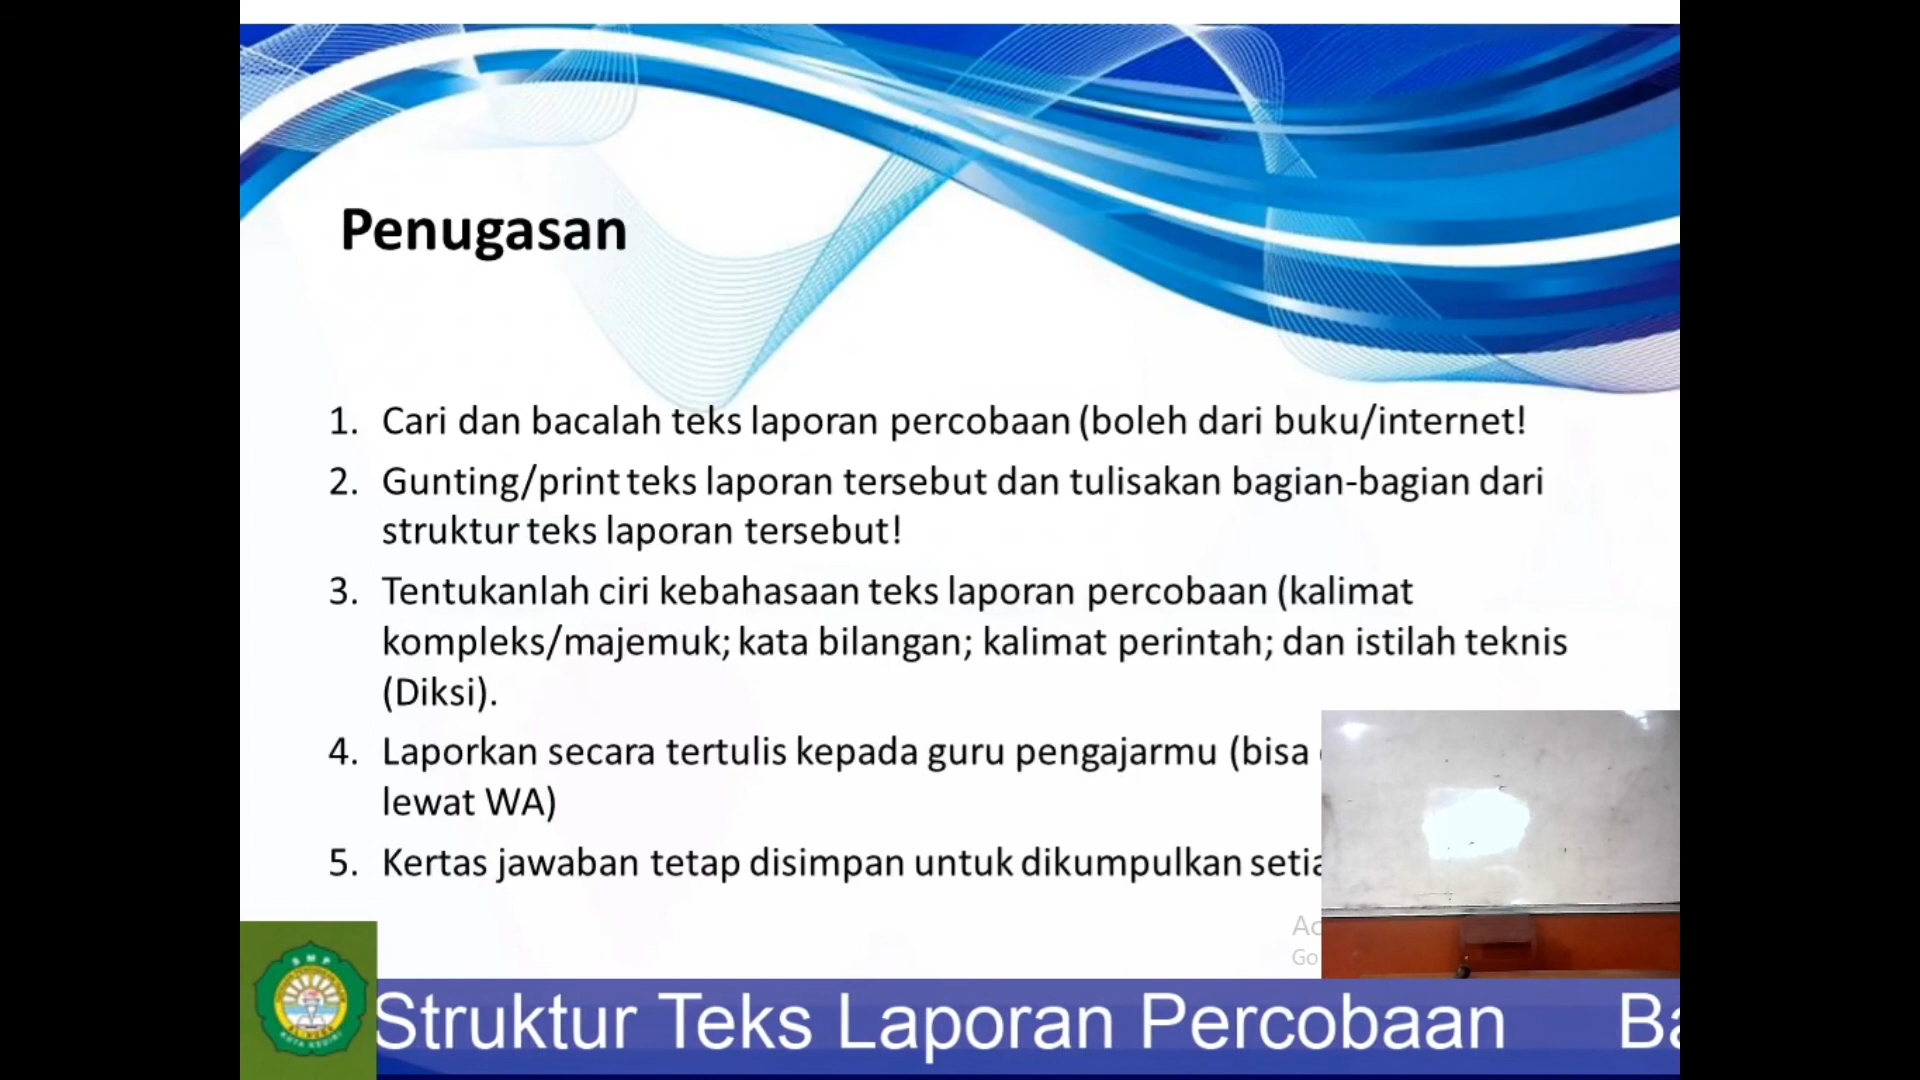 Penugasan
1. Cari dan bacalah teks laporan percobaan (boleh dari buku/internet!
2. Gunting/print teks laporan tersebut dan tulisakan bagian-bagian dari
struktur teks laporan tersebut!
3. Tentukanlah ciri kebahasaan teks laporan percobaan (kalimat
kompleks/majemuk; kata bilangan; kalimat perintah; dan istilah teknis
(Diksi).
4. Laporkan secara tertulis kepada guru pengajarmu (bisa
lewat WA)
5. Kertas jawaban tetap disimpan untuk dikumpulkan
Go
SMP
Struktur Teks Laporan Percobaan